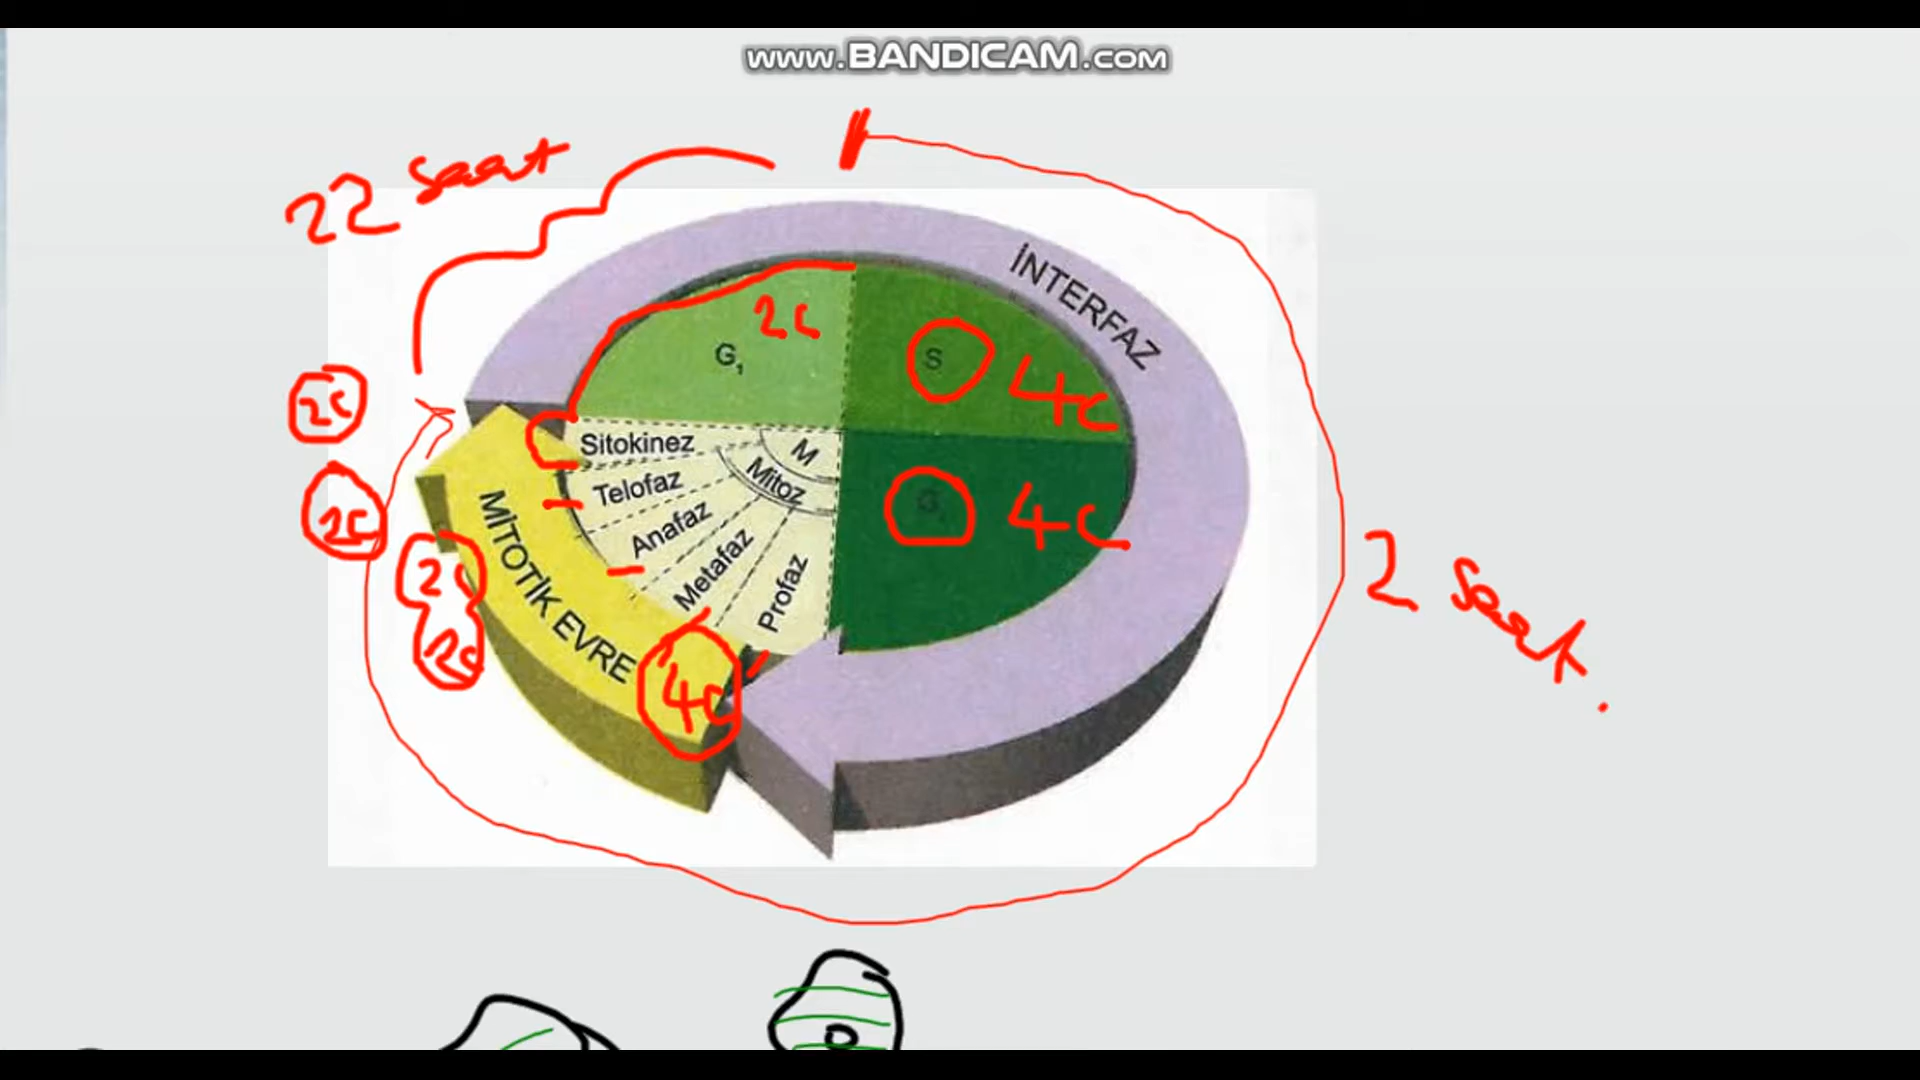 www.BANDICAM.com
22 saat
İNTERFAZ
2C
G1
S
4C
2C
Sitokinez
M
Telofaz
Mitoz
2C
Anafaz
G
4C
Metafaz
Profaz
MİTOTİK EVRE
2C
2C
4C
2 saat.